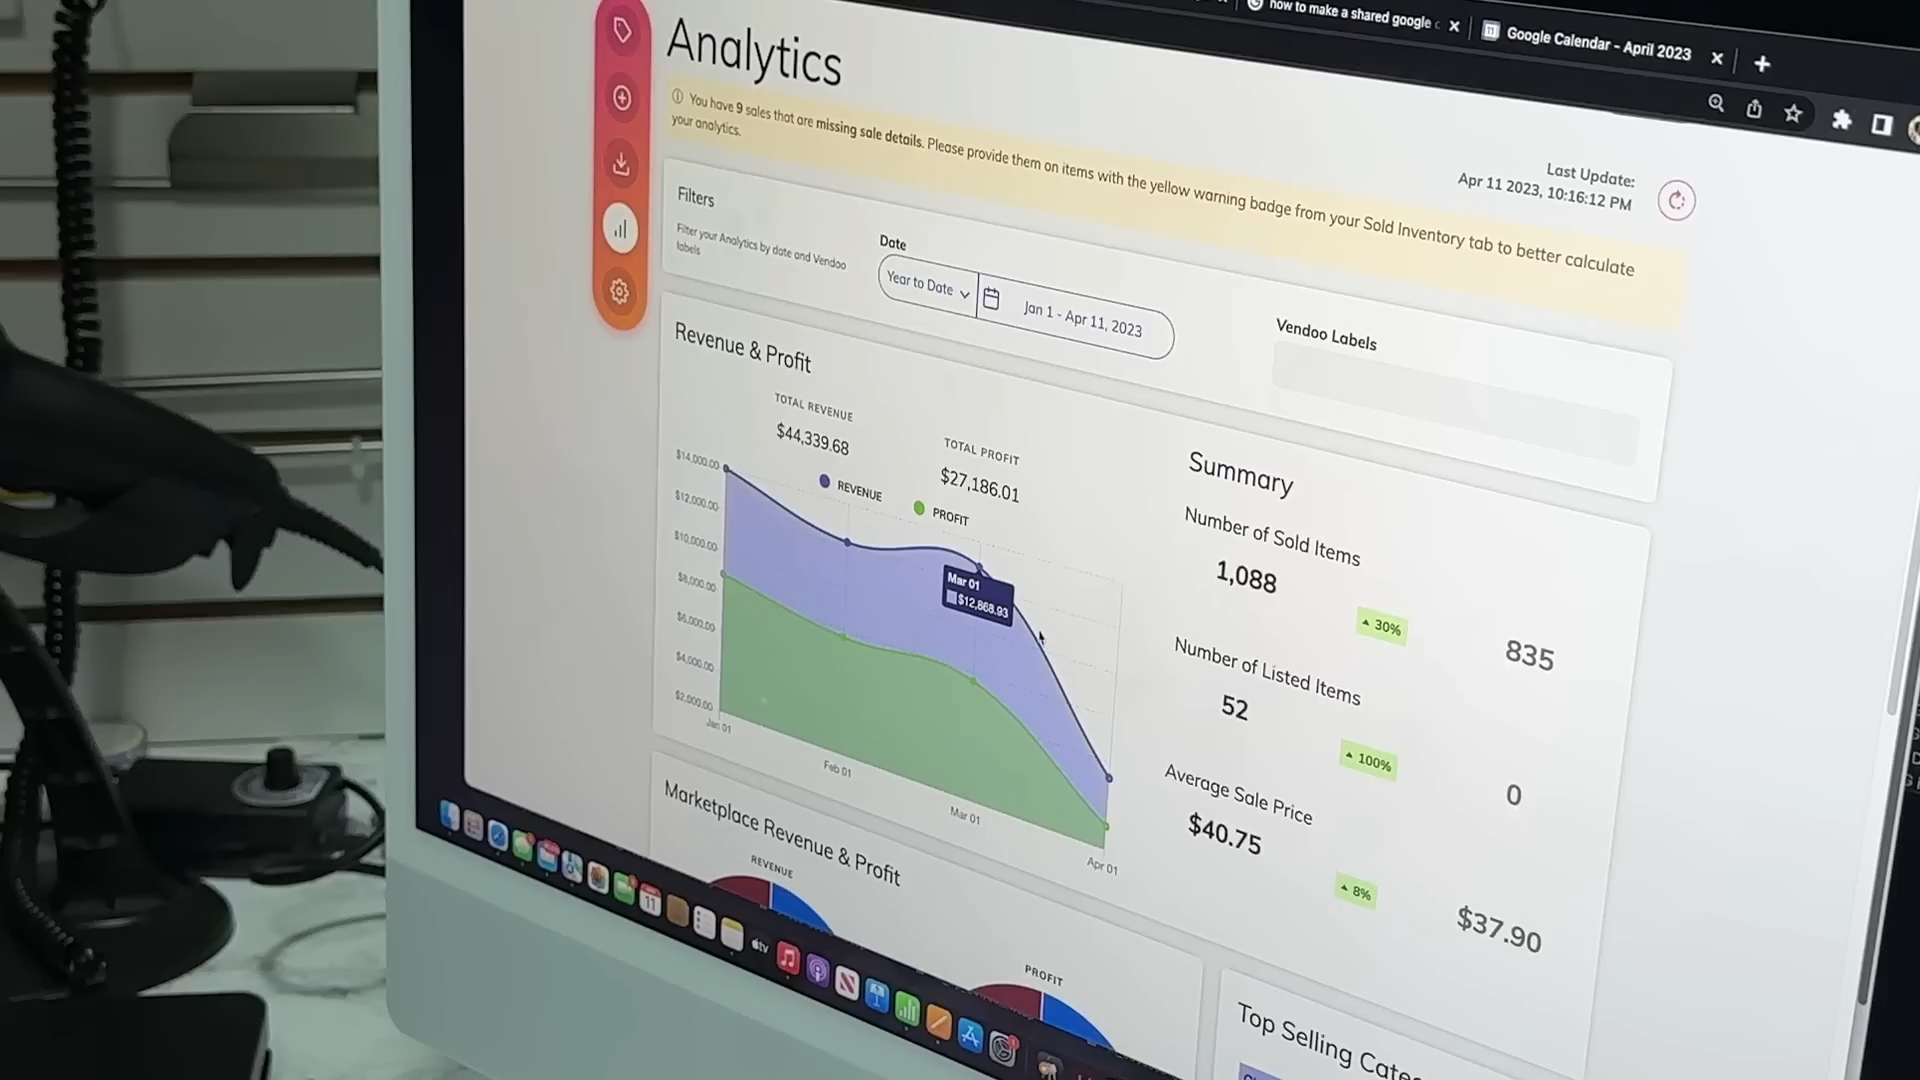 how to make a shared google
Google Calendar - April 2023
Analytics
You have 9 sales that are missing sale details. Please provide them on items with the yellow warning badge from your Sold Inventory tab to better calculate
your analytics.
Last Update:
Apr 11 2023, 10:16:12 PM
Filters
Filter your Analytics by date and Vendoo
labels
Date
Year to Date
Jan 1 - Apr 11, 2023
Vendoo Labels
Revenue & Profit
TOTAL REVENUE
$44,339.68
TOTAL PROFIT
$27,186.01
REVENUE
PROFIT
$14,000.00
$12,000.00
$10,000.00
$8,000.00
$6,000.00
$4,000.00
$2,000.00
Mar 01
$12,868.93
Jan 01
Feb 01
Mar 01
Apr 01
Summary
Number of Sold Items
1,088
30%
835
Number of Listed Items
52
100%
0
Average Sale Price
$40.75
8%
$37.90
Marketplace Revenue & Profit
REVENUE
PROFIT
Top Selling Cate
11
tv